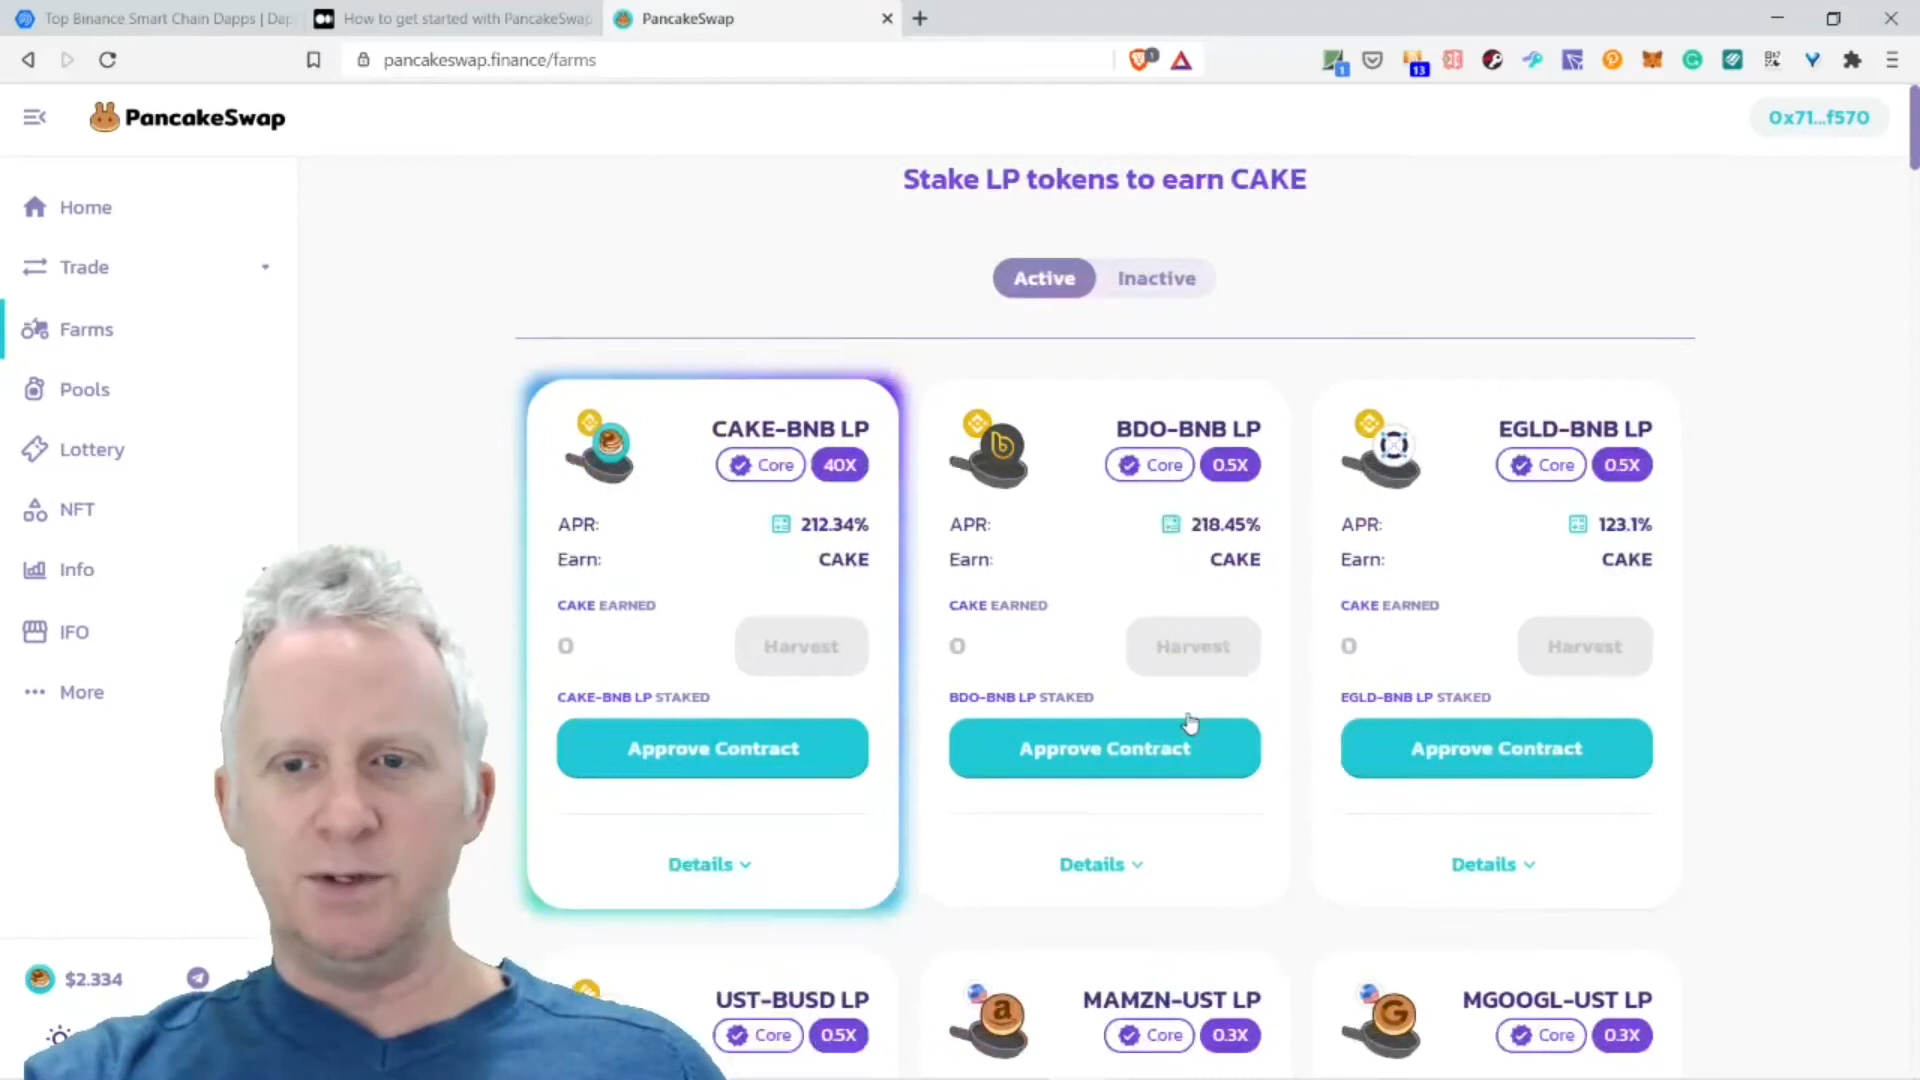 Top Binance Smart Chain Dapps | Dap
How to get started with PancakeSwap
PancakeSwap
pancakeswap.finance/farms
1
1
13
PancakeSwap
0x71...f570
Home
Trade
Farms
Pools
Lottery
NFT
Info
IFO
More
$2.334
Stake LP tokens to earn CAKE
Active
Inactive
CAKE-BNB LP
Core
40X
APR:
212.34%
Earn:
CAKE
CAKE EARNED
0
Harvest
CAKE-BNB LP STAKED
Approve Contract
Details
BDO-BNB LP
Core
0.5X
APR:
218.45%
Earn:
CAKE
CAKE EARNED
0
Harvest
BDO-BNB LP STAKED
Approve Contract
Details
EGLD-BNB LP
Core
0.5X
APR:
123.1%
Earn:
CAKE
CAKE EARNED
0
Harvest
EGLD-BNB LP STAKED
Approve Contract
Details
UST-BUSD LP
Core
0.5X
MAMZN-UST LP
Core
0.3X
MGOOGL-UST LP
Core
0.3X